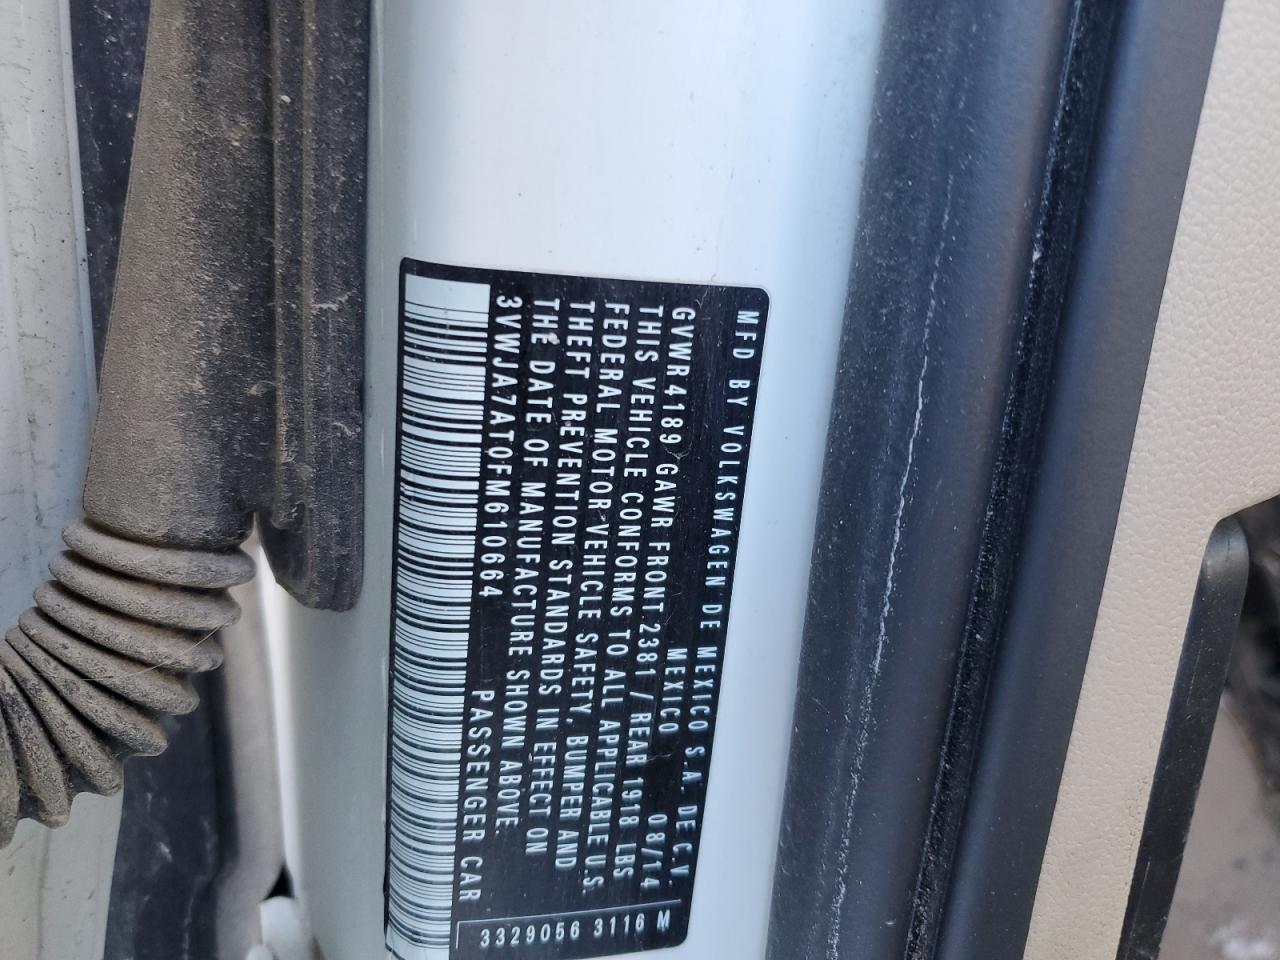 MFD BY VOLKSWAGEN DE MEXICO S.A. DE C.V.
MEXICO 08/14
GVWR 4189 GAWR FRONT 2381 / REAR 1918 LBS
THIS VEHICLE CONFORMS TO ALL APPLICABLE U.S.
FEDERAL MOTOR VEHICLE SAFETY, BUMPER AND
THEFT PREVENTION STANDARDS IN EFFECT ON
THE DATE OF MANUFACTURE SHOWN ABOVE.
3VWJA7AT0FM610664 PASSENGER CAR
3329056 3116 M